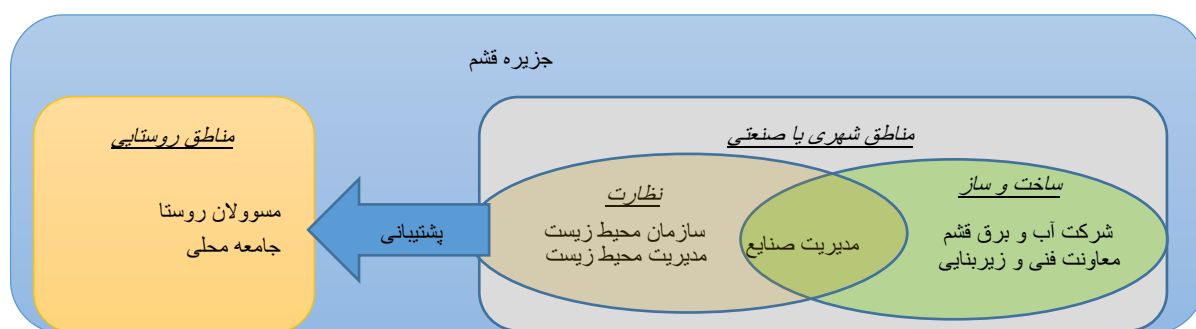 جزیره قشم
مناطق شهری یا صنعتی
ساخت و ساز
شرکت آب و برق قشم
معاونت فنی و زیربنایی
مدیریت صنایع
نظارت
سازمان محیط زیست
مدیریت محیط زیست
پشتیبانی
مناطق روستایی
مسوولان روستا
جامعه محلی